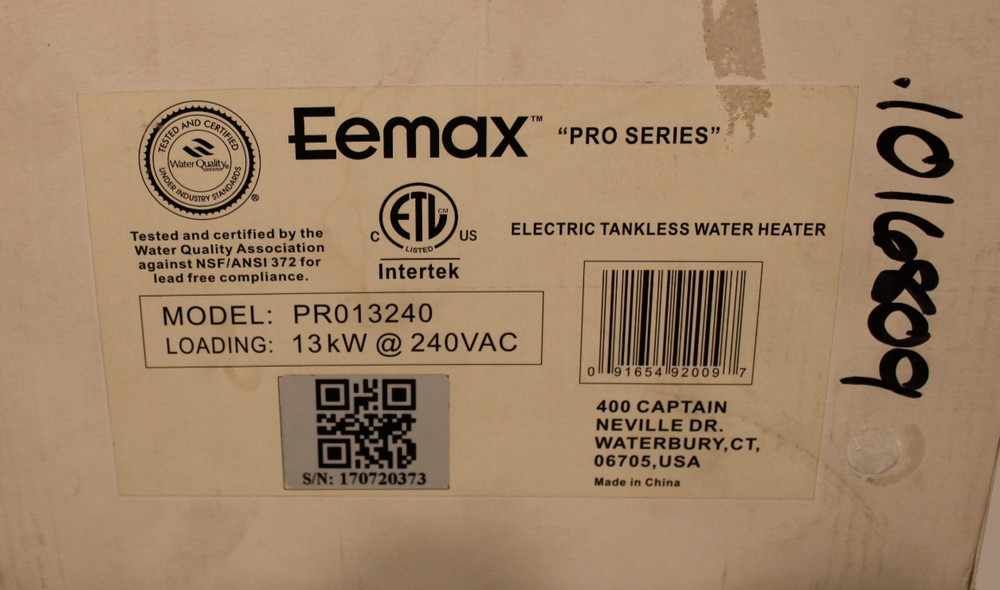 TESTED AND CERTIFIED
Water Quality
UNDER INDUSTRY STANDARDS
®
Eemax™ "PRO SERIES"
Tested and certified by the
Water Quality Association
against NSF/ANSI 372 for
lead free compliance.
ETL CM
C LISTED US
Intertek
ELECTRIC TANKLESS WATER HEATER
MODEL: PR013240
LOADING: 13kW @ 240VAC
S/N: 170720373
0 91654 92009 7
400 CAPTAIN
NEVILLE DR.
WATERBURY,CT,
06705,USA
Made in China
.1016809